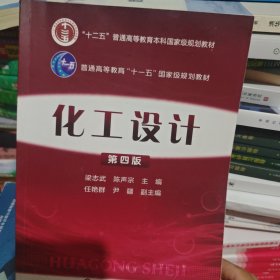 "十二五"普通高等教育本科国家级规划教材
普通高等教育"十一五"国家级规划教材
化工设计
第四版
梁志武 陈声宗 主编
任艳群 尹疆 副主编
HUAGONG SHEJI